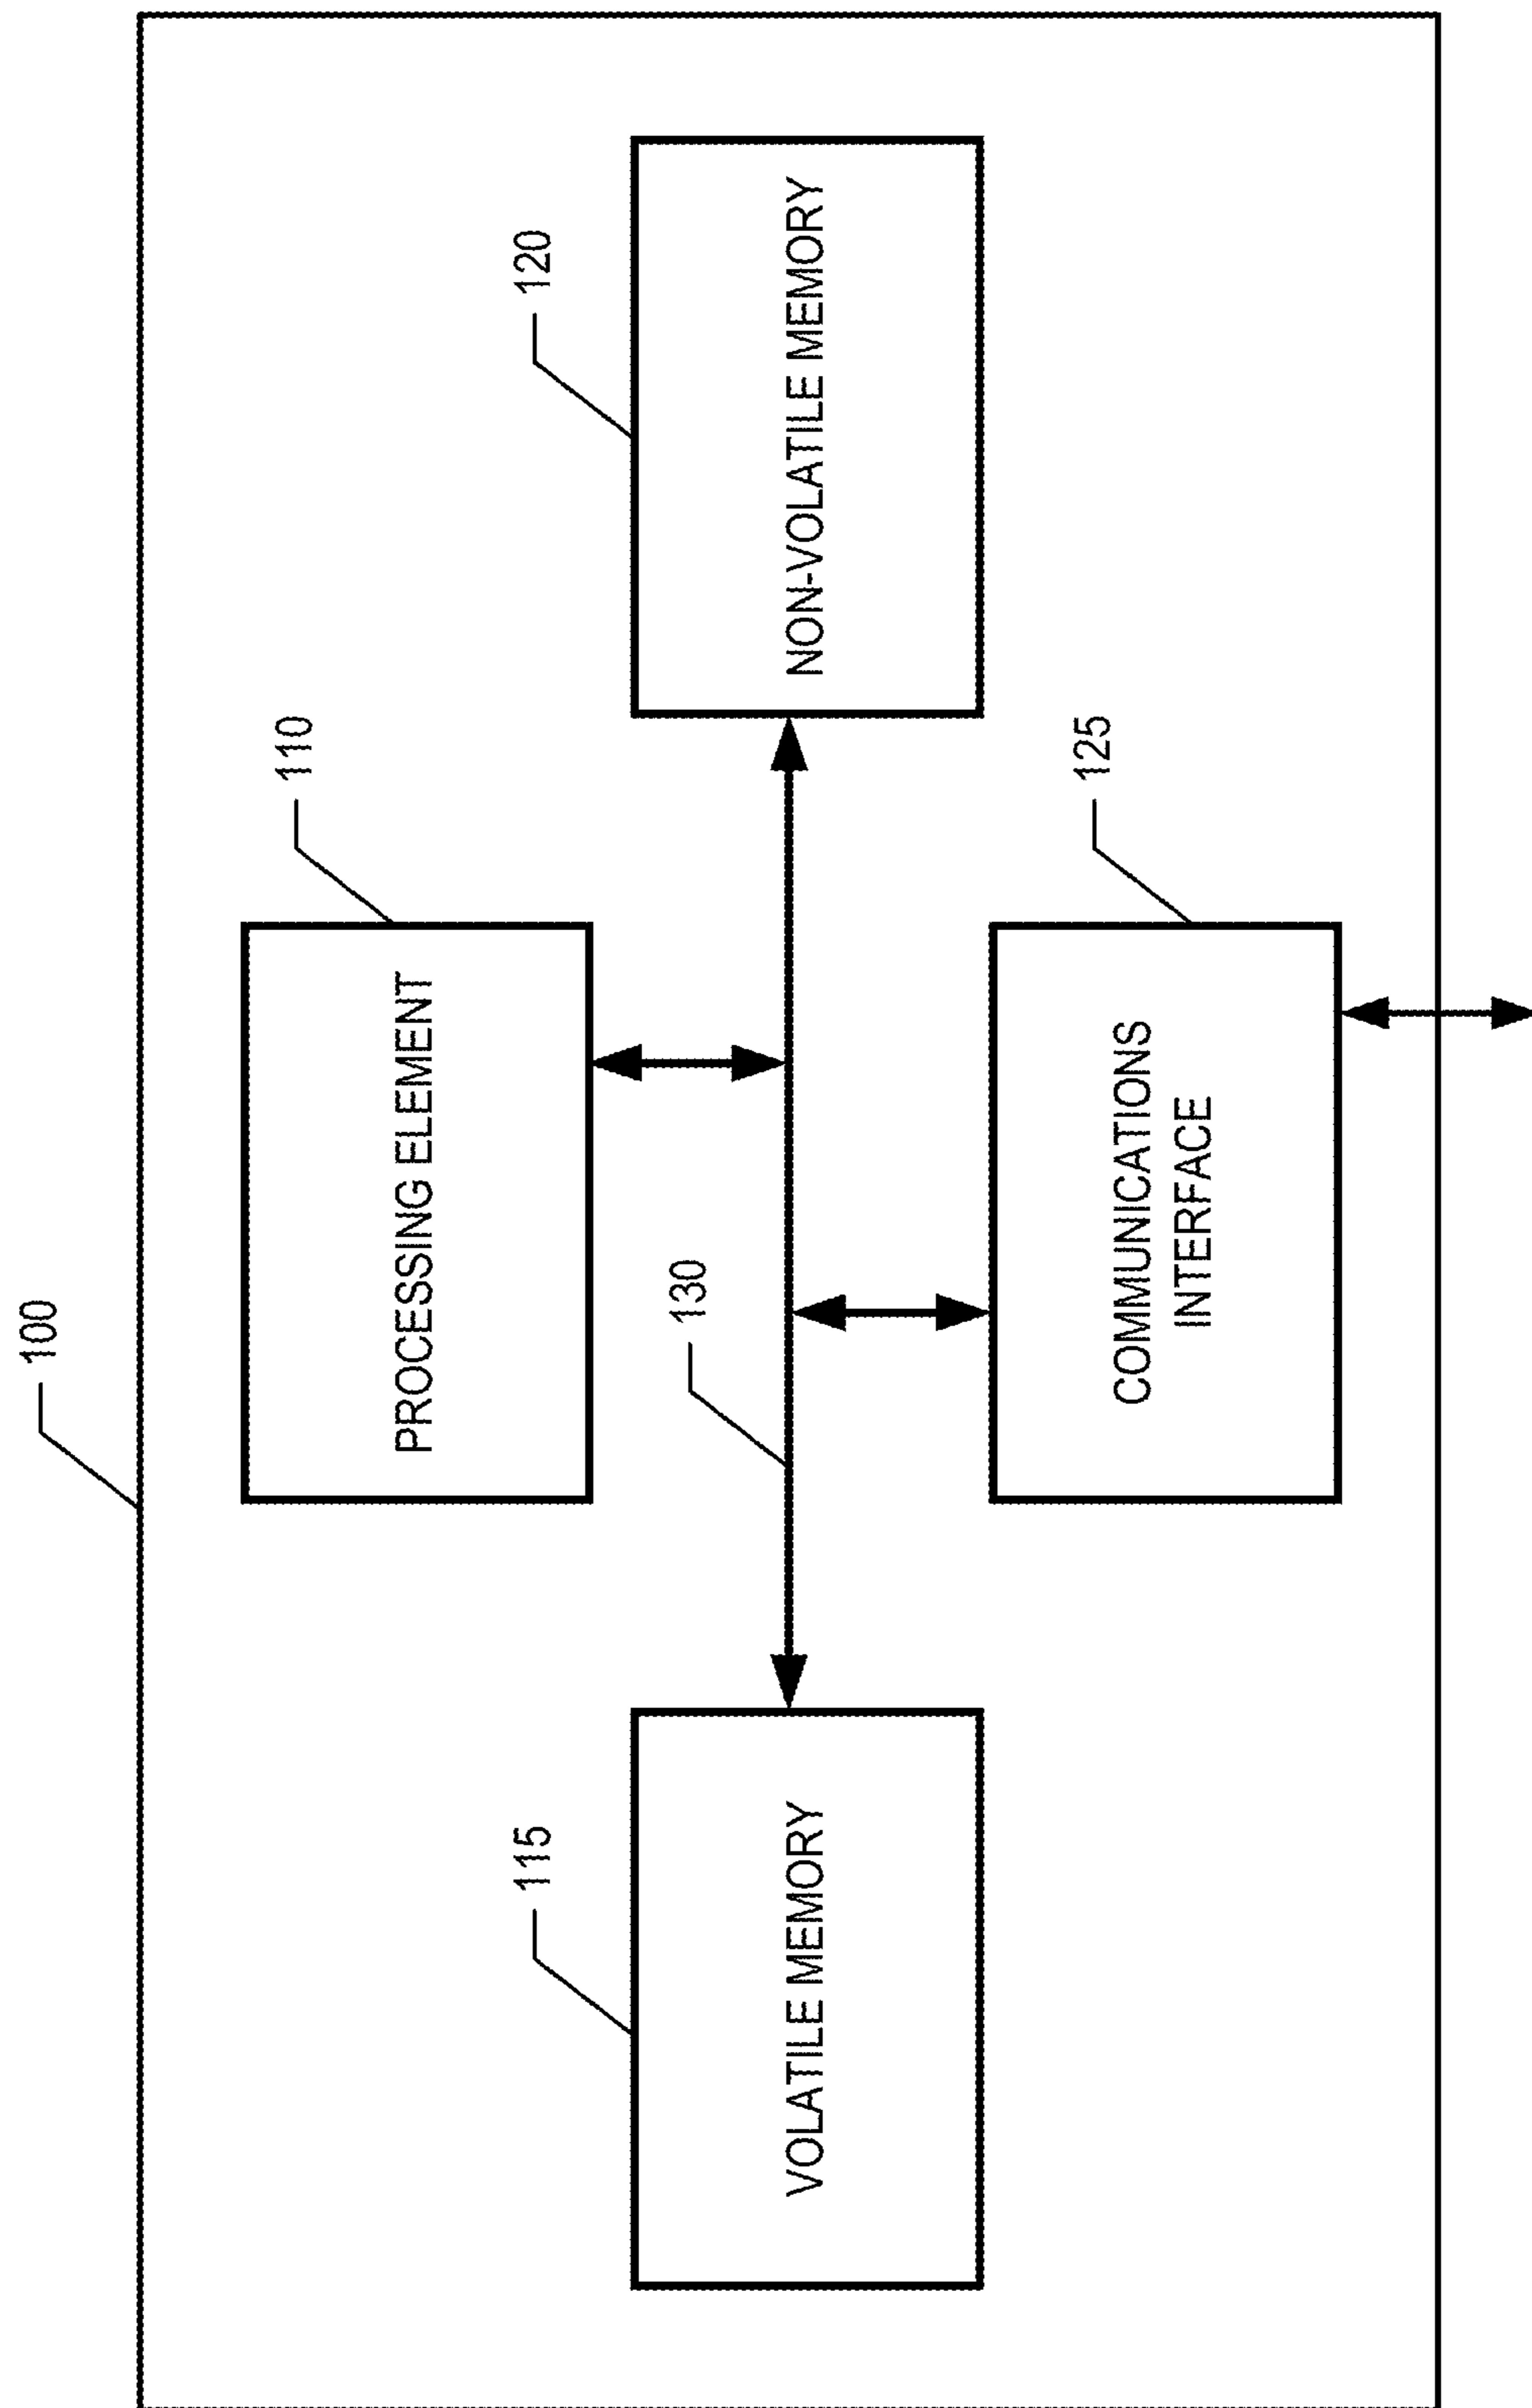 100
110
PROCESSING ELEMENT
115
VOLATILE MEMORY
130
120
NON-VOLATILE MEMORY
125
COMMUNICATIONS
INTERFACE